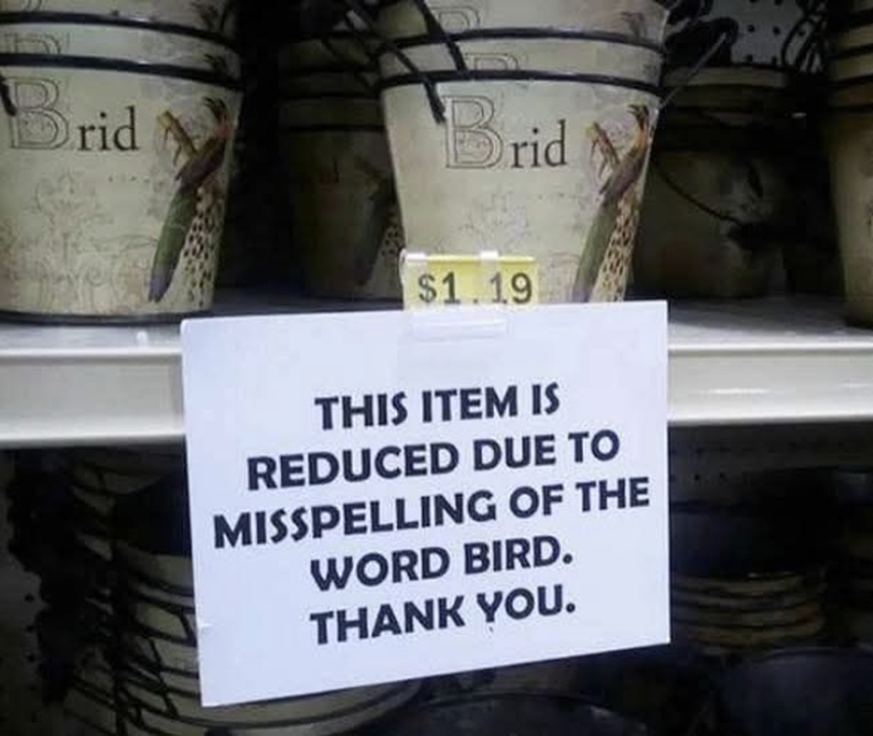 Brid
Brid
$1.19
THIS ITEM IS
REDUCED DUE TO
MISSPELLING OF THE
WORD BIRD.
THANK YOU.